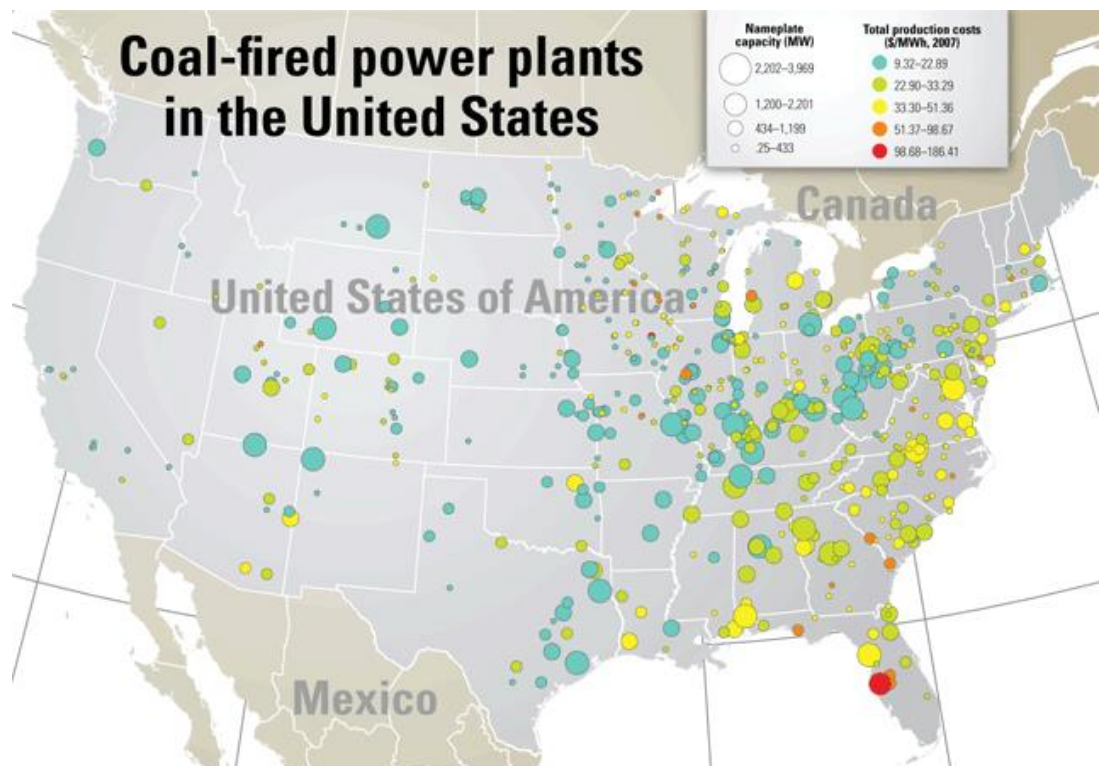 Coal-fired power plants
in the United States
Nameplate
capacity (MW)
2,202–3,969
1,200–2,201
434–1,199
.25–433
Total production costs
($/MWh, 2007)
9.32–22.89
22.90–33.29
33.30–51.36
51.37–98.67
98.68–186.41
Canada
United States of America
Mexico